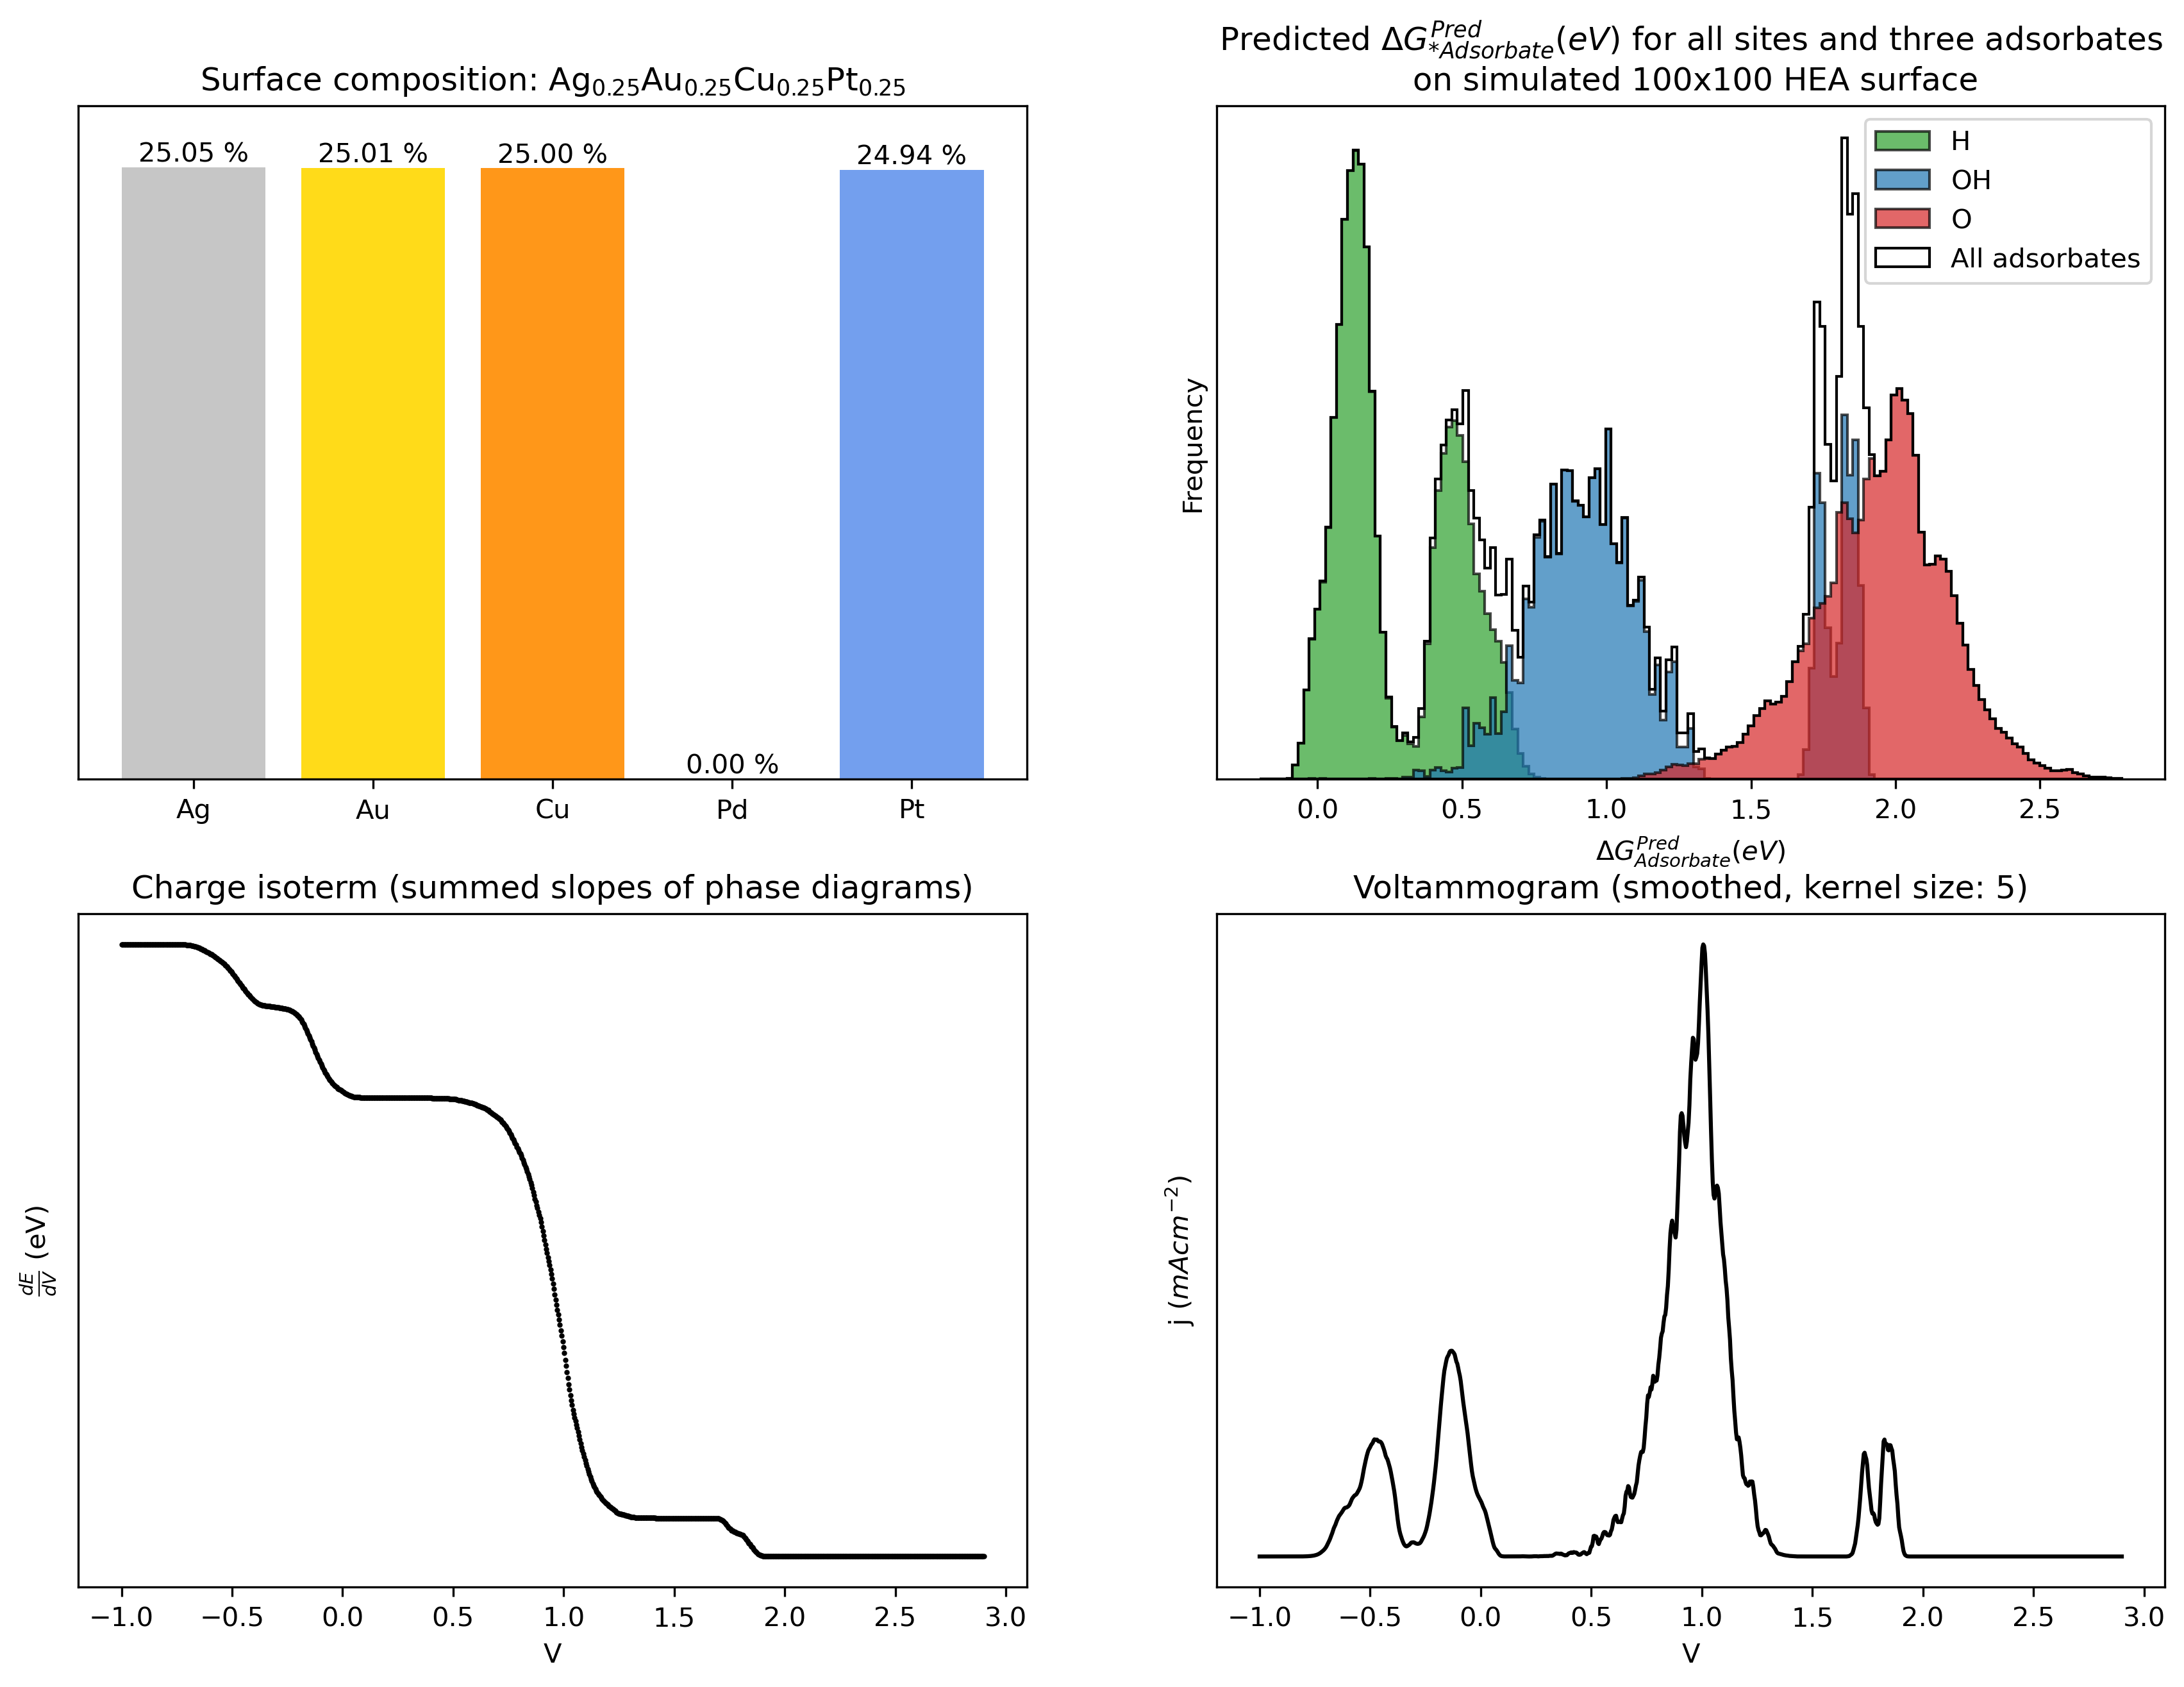 Surface composition: Ag0.25Au0.25Cu0.25Pt0.25
25.05 %
25.01 %
25.00 %
0.00 %
24.94 %
Ag
Au
Cu
Pd
Pt
Predicted ΔG^Pred_*Adsorbate(eV) for all sites and three adsorbates
on simulated 100x100 HEA surface
H
OH
O
All adsorbates
Frequency
0.0
0.5
1.0
1.5
2.0
2.5
ΔG^Pred_Adsorbate(eV)
Charge isoterm (summed slopes of phase diagrams)
dE/dV (eV)
−1.0
−0.5
0.0
0.5
1.0
1.5
2.0
2.5
3.0
V
Voltammogram (smoothed, kernel size: 5)
j (mAcm−2)
−1.0
−0.5
0.0
0.5
1.0
1.5
2.0
2.5
3.0
V